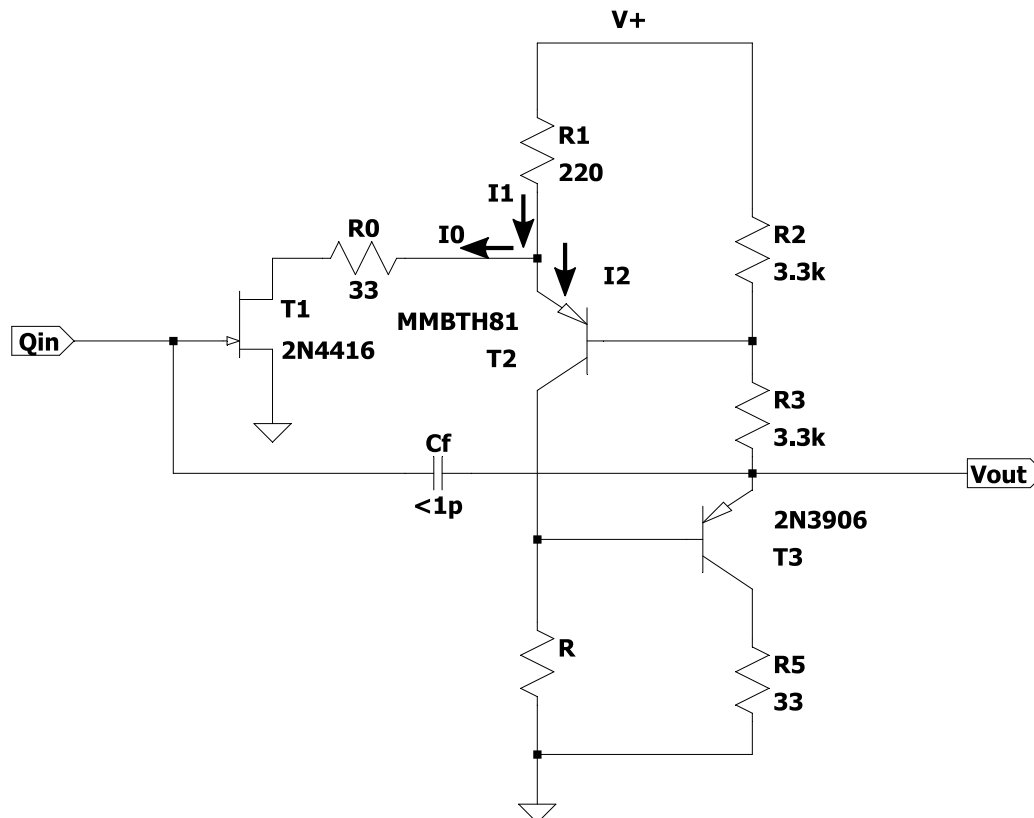 V+
R1
220
I1
R0
I0
33
I2
R2
3.3k
T1
2N4416
MMBTH81
T2
Qin
R3
3.3k
Cf
<1p
Vout
2N3906
T3
R
R5
33